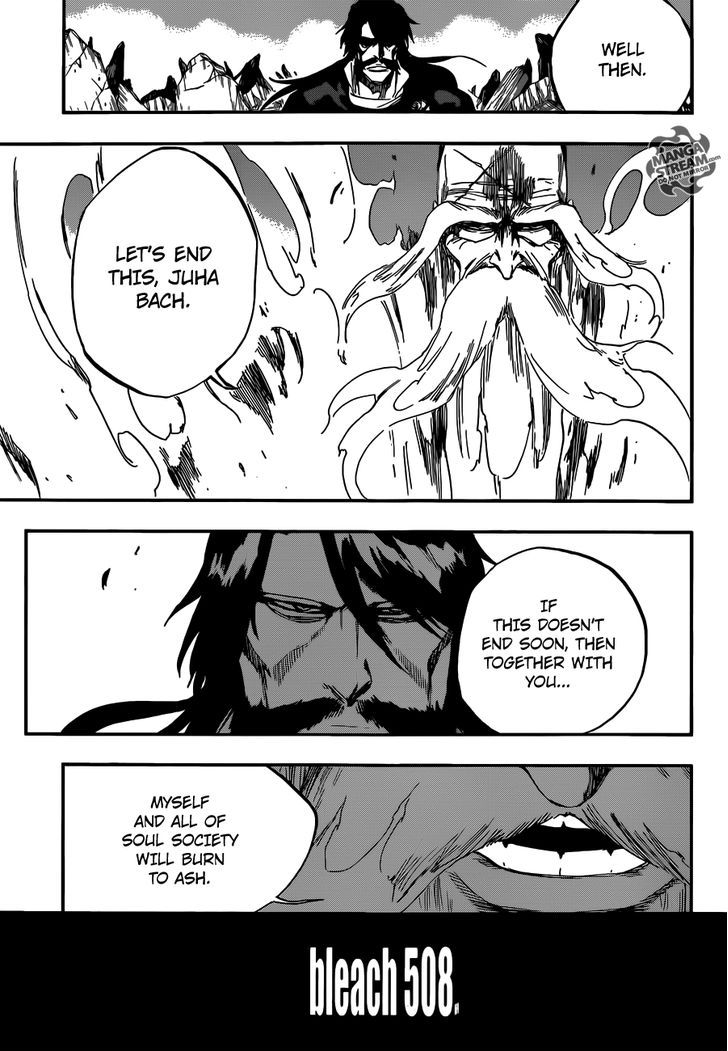 WELL
THEN.
MANGA
STREAM.com
DO NOT MIRROR
LET'S END
THIS, JUHA
BACH.
IF
THIS DOESN'T
END SOON, THEN
TOGETHER WITH
YOU...
MYSELF
AND ALL OF
SOUL SOCIETY
WILL BURN
TO ASH.
bleach 508.